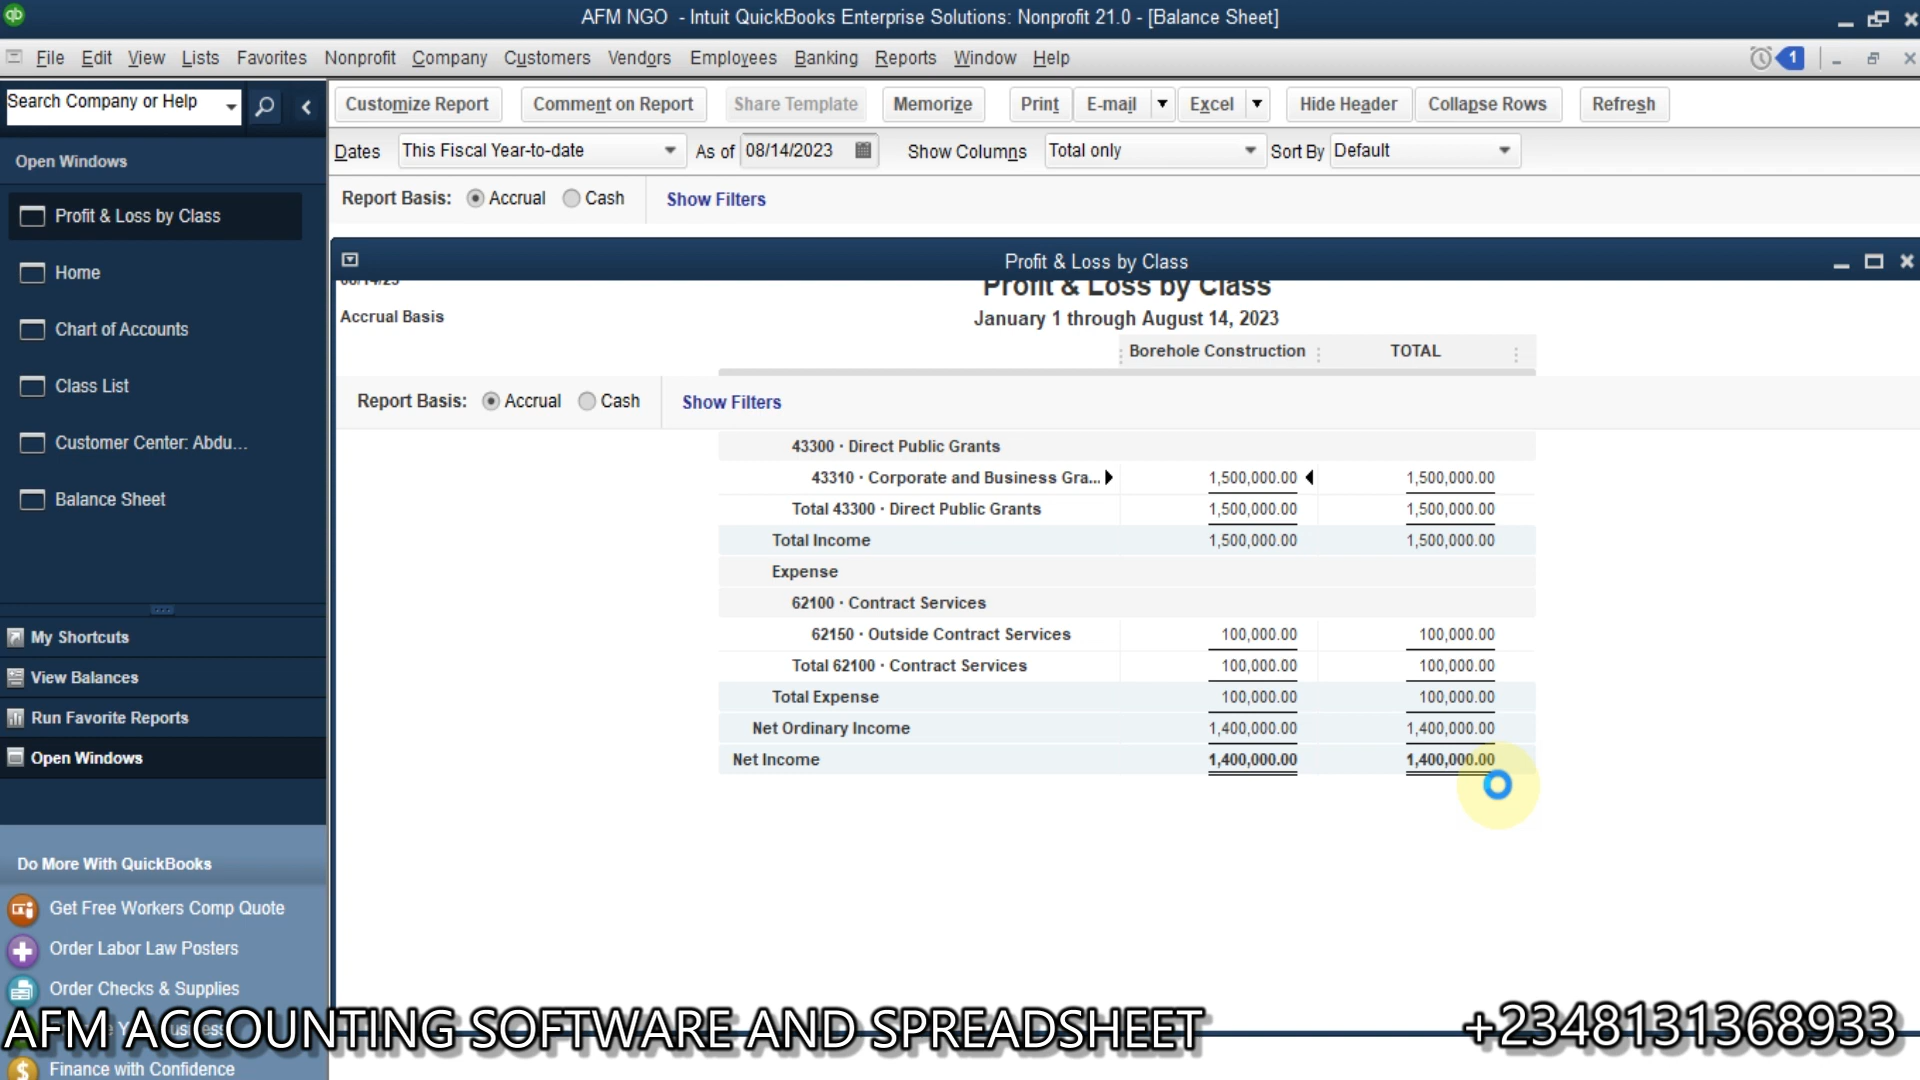 qb
AFM NGO - Intuit QuickBooks Enterprise Solutions: Nonprofit 21.0 - [Balance Sheet]
File Edit View Lists Favorites Nonprofit Company Customers Vendors Employees Banking Reports Window Help
1
Search Company or Help
Customize Report Comment on Report Share Template Memorize Print E-mail Excel Hide Header Collapse Rows Refresh
Dates This Fiscal Year-to-date As of 08/14/2023 Show Columns Total only Sort By Default
Report Basis: Accrual Cash Show Filters
Open Windows
Profit & Loss by Class
Home
Chart of Accounts
Class List
Customer Center: Abdu...
Balance Sheet
My Shortcuts
View Balances
Run Favorite Reports
Open Windows
Do More With QuickBooks
Get Free Workers Comp Quote
Order Labor Law Posters
Order Checks & Supplies
Finance with Confidence
Profit & Loss by Class
08/14/23
Profit & Loss by Class
Accrual Basis
January 1 through August 14, 2023
Borehole Construction TOTAL
Report Basis: Accrual Cash Show Filters
43300 · Direct Public Grants
43310 · Corporate and Business Gra... 1,500,000.00 1,500,000.00
Total 43300 · Direct Public Grants 1,500,000.00 1,500,000.00
Total Income 1,500,000.00 1,500,000.00
Expense
62100 · Contract Services
62150 · Outside Contract Services 100,000.00 100,000.00
Total 62100 · Contract Services 100,000.00 100,000.00
Total Expense 100,000.00 100,000.00
Net Ordinary Income 1,400,000.00 1,400,000.00
Net Income 1,400,000.00 1,400,000.00
AFM ACCOUNTING SOFTWARE AND SPREADSHEET +2348131368933